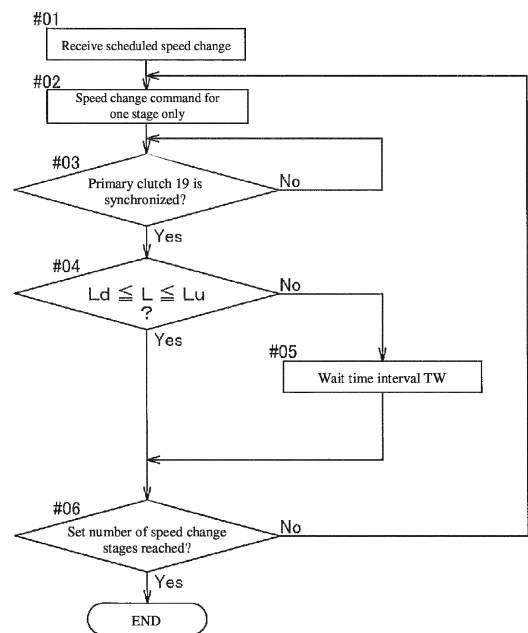 #01
Receive scheduled speed change
#02
Speed change command for
one stage only
#03
Primary clutch 19 is
synchronized?
No
Yes
#04
Ld ≦ L ≦ Lu
?
No
Yes
#05
Wait time interval TW
#06
Set number of speed change
stages reached?
No
Yes
END